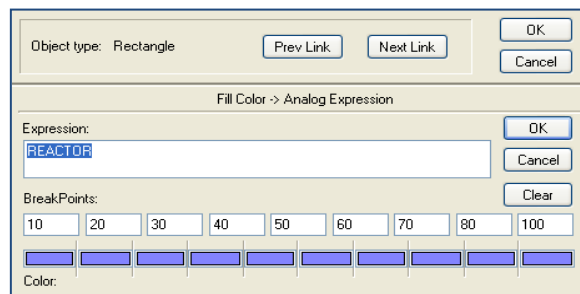 OK
Object type: Rectangle Prev Link Next Link
Cancel
Fill Color -> Analog Expression
Expression: OK
REACTOR
Cancel
Clear
BreakPoints:
10 20 30 40 50 60 70 80 100
Color: